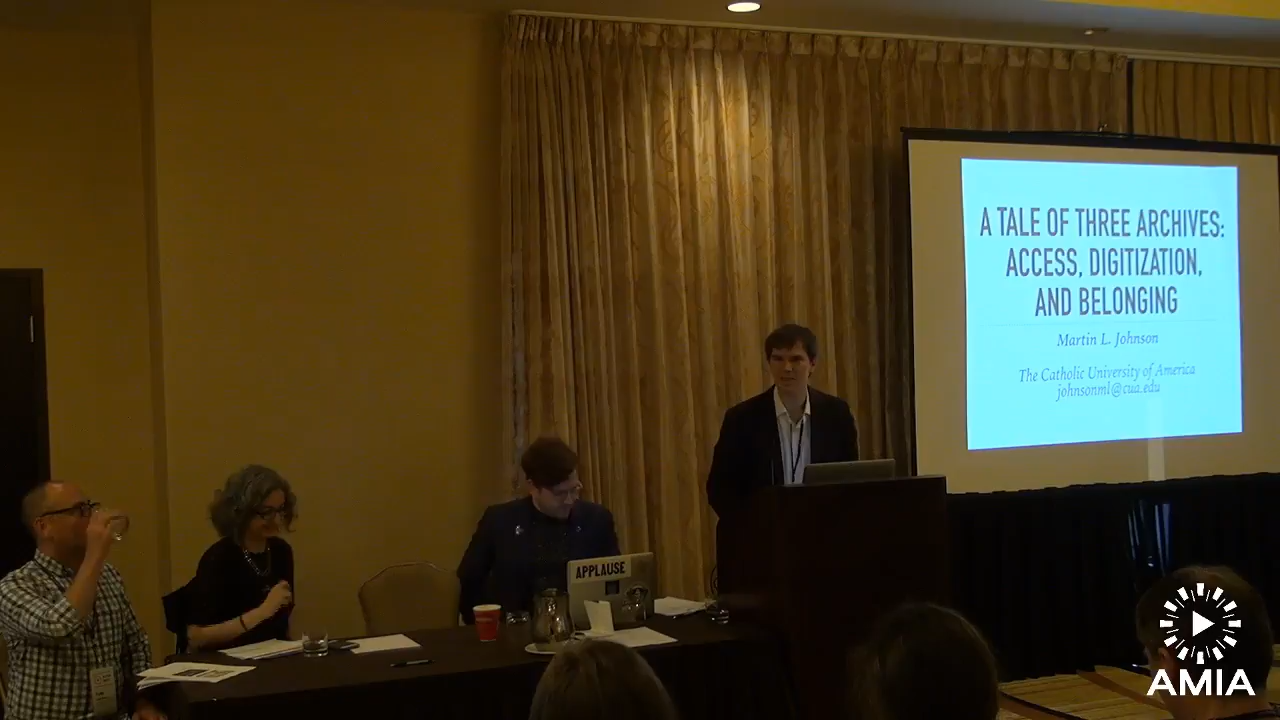 A TALE OF THREE ARCHIVES:
ACCESS, DIGITIZATION,
AND BELONGING
Martin L. Johnson
The Catholic University of America
johnsonml@cua.edu
APPLAUSE
AMIA